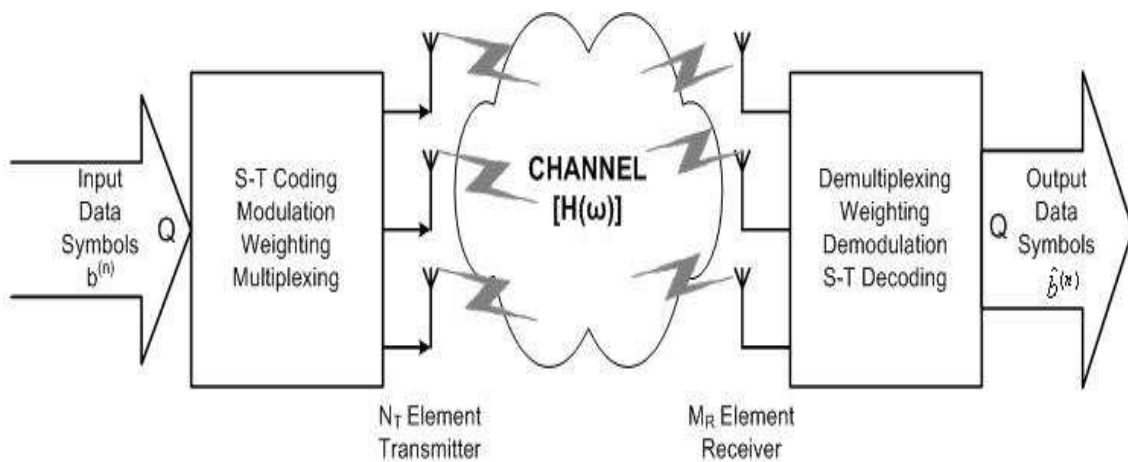 Input
Data
Symbols
b^(n)
Q
S-T Coding
Modulation
Weighting
Multiplexing
CHANNEL
[H(ω)]
Demultiplexing
Weighting
Demodulation
S-T Decoding
Q
Output
Data
Symbols
b̂^(n)
N_T Element
Transmitter
M_R Element
Receiver